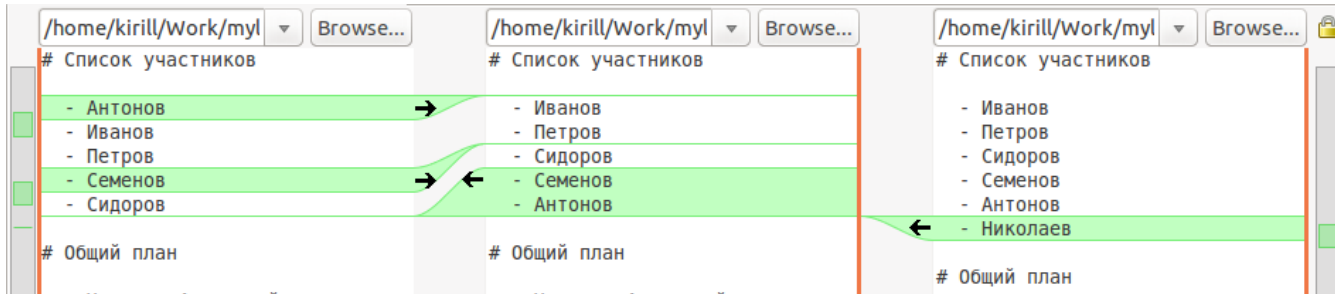 /home/kirill/Work/myl Browse...
# Список участников
- Антонов
- Иванов
- Петров
- Семенов
- Сидоров
# Общий план
/home/kirill/Work/myl Browse...
# Список участников
- Иванов
- Петров
- Сидоров
- Семенов
- Антонов
# Общий план
/home/kirill/Work/myl Browse...
# Список участников
- Иванов
- Петров
- Сидоров
- Семенов
- Антонов
- Николаев
# Общий план